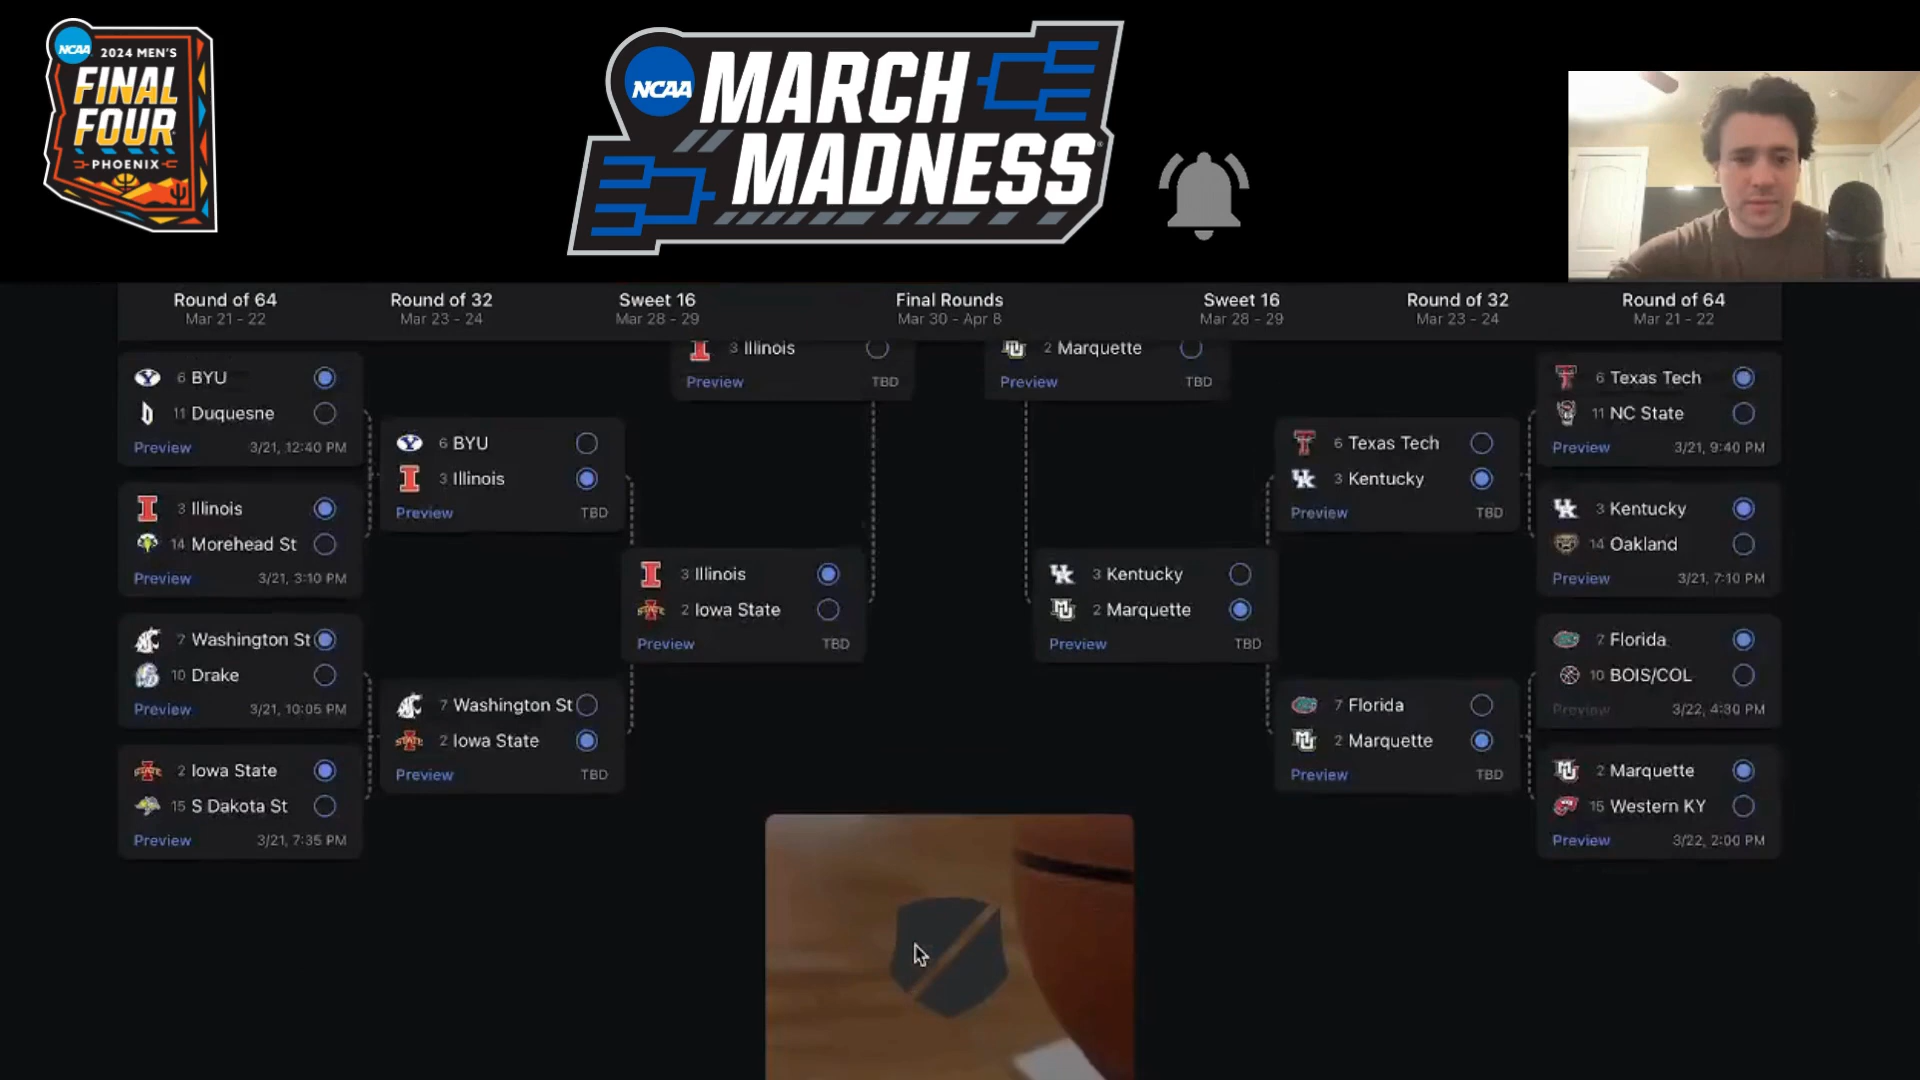 NCAA 2024 MEN'S
FINAL
FOUR
PHOENIX
NCAA MARCH
MADNESS
Round of 64
Mar 21 - 22
Round of 32
Mar 23 - 24
Sweet 16
Mar 28 - 29
Final Rounds
Mar 30 - Apr 8
Sweet 16
Mar 28 - 29
Round of 32
Mar 23 - 24
Round of 64
Mar 21 - 22
6 BYU
11 Duquesne
Preview 3/21, 12:40 PM
3 Illinois
14 Morehead St
Preview 3/21, 3:10 PM
7 Washington St
10 Drake
Preview 3/21, 10:05 PM
2 Iowa State
15 S Dakota St
Preview 3/21, 7:35 PM
6 BYU
3 Illinois
Preview TBD
7 Washington St
2 Iowa State
Preview TBD
3 Illinois
2 Iowa State
Preview TBD
3 Illinois
Preview TBD
2 Marquette
Preview TBD
3 Kentucky
2 Marquette
Preview TBD
6 Texas Tech
3 Kentucky
Preview TBD
7 Florida
2 Marquette
Preview TBD
6 Texas Tech
11 NC State
Preview 3/21, 9:40 PM
3 Kentucky
14 Oakland
Preview 3/21, 7:10 PM
7 Florida
10 BOIS/COL
Preview 3/22, 4:30 PM
2 Marquette
15 Western KY
Preview 3/22, 2:00 PM